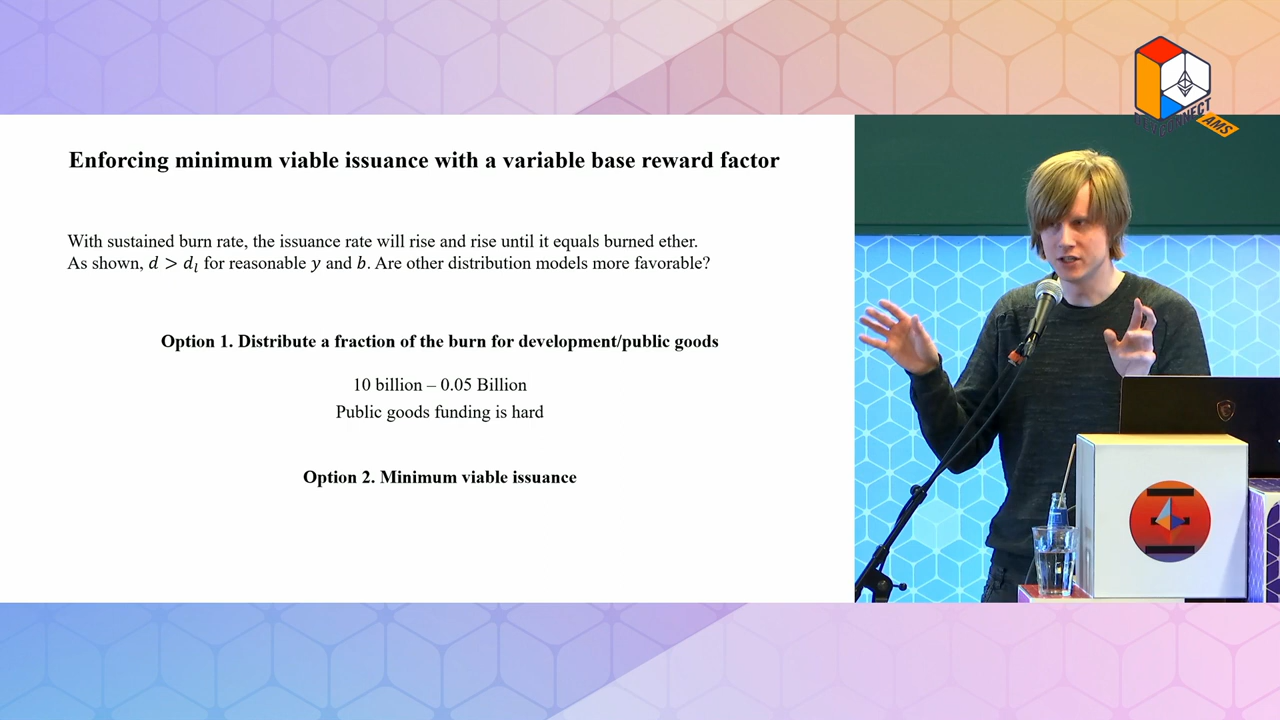 Enforcing minimum viable issuance with a variable base reward factor
With sustained burn rate, the issuance rate will rise and rise until it equals burned ether.
As shown, d > dₗ for reasonable y and b. Are other distribution models more favorable?
Option 1. Distribute a fraction of the burn for development/public goods
10 billion – 0.05 Billion
Public goods funding is hard
Option 2. Minimum viable issuance
AMS